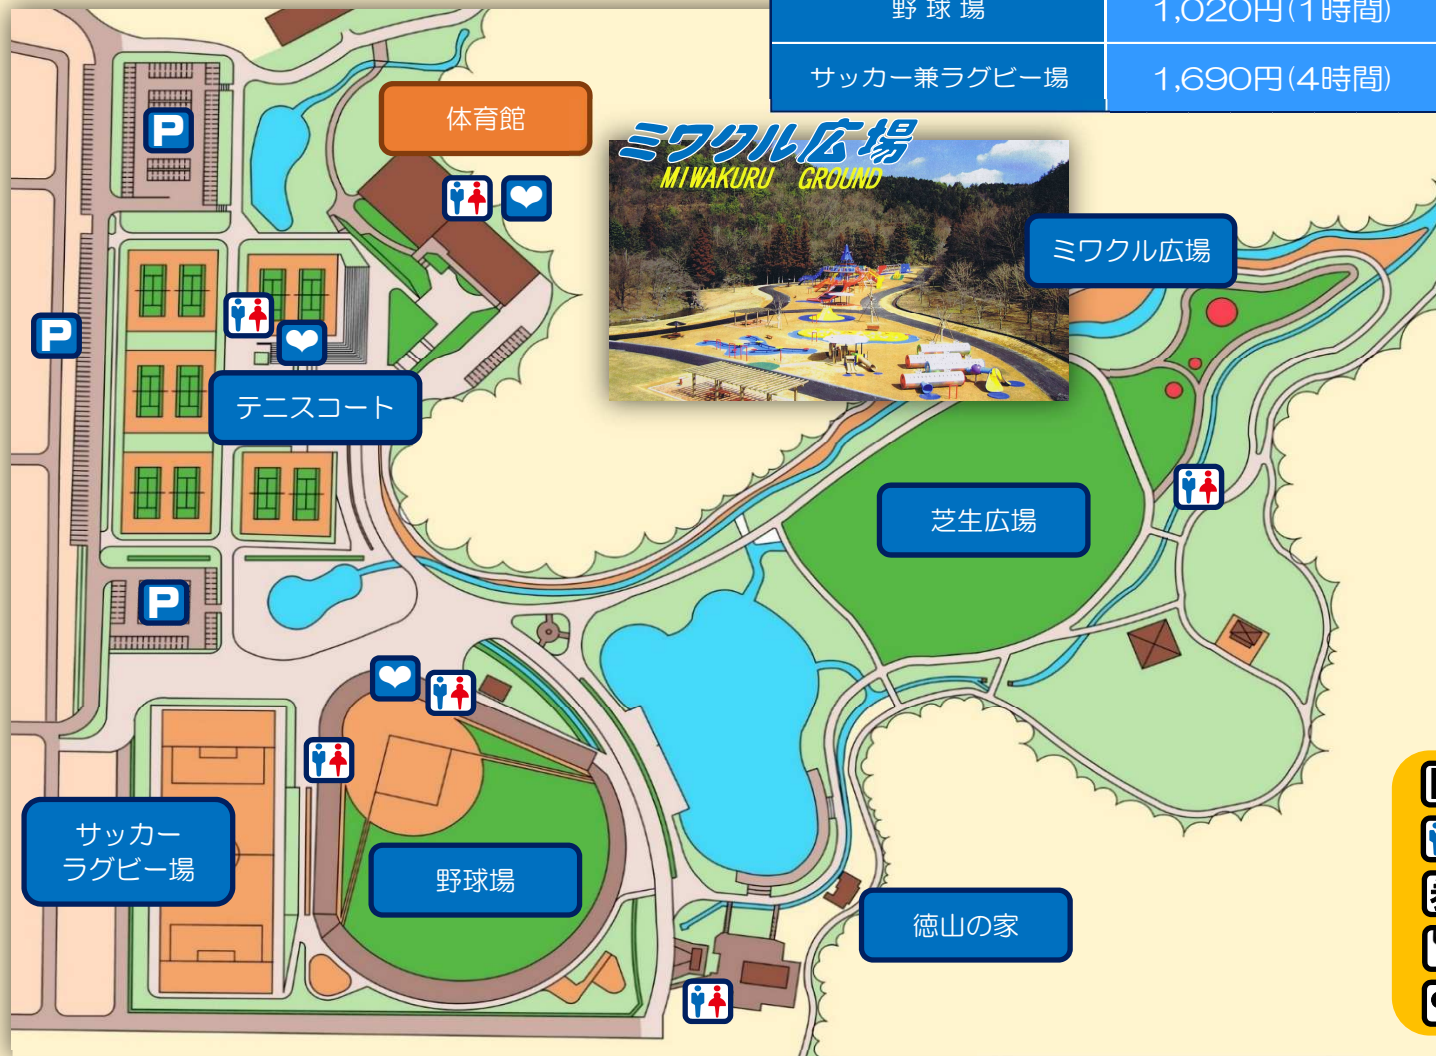 野球場 1,020円(1時間)
サッカー兼ラグビー場 1,690円(4時間)
P
体育館
ミワクル広場
MIWAKURU GROUND
ミワクル広場
P
テニスコート
芝生広場
P
サッカー
ラグビー場
野球場
徳山の家